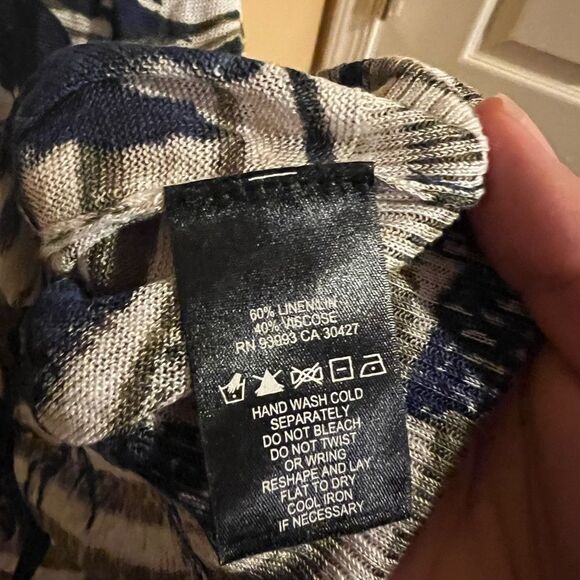 60% LINEN/LIN
40% VISCOSE
RN 93993 CA 30427
HAND WASH COLD
SEPARATELY
DO NOT BLEACH
DO NOT TWIST
OR WRING
RESHAPE AND LAY
FLAT TO DRY
COOL IRON
IF NECESSARY